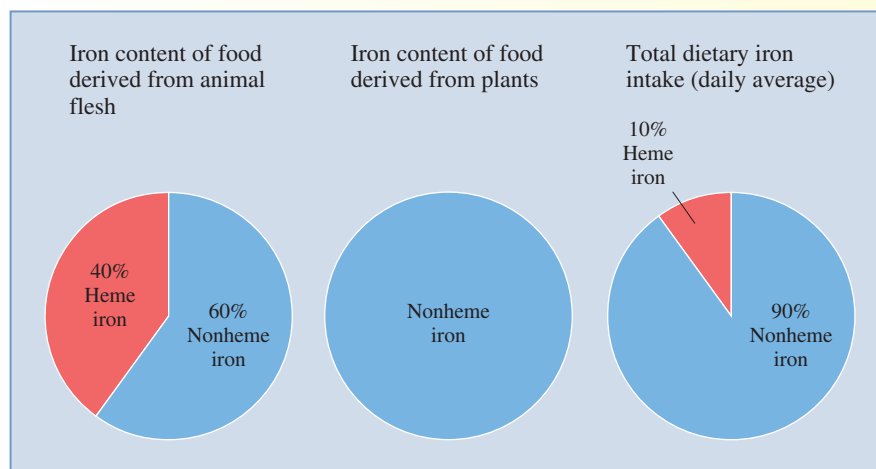 Iron content of food
derived from animal
flesh
Iron content of food
derived from plants
Total dietary iron
intake (daily average)
40%
Heme
iron
60%
Nonheme
iron
Nonheme
iron
10%
Heme
iron
90%
Nonheme
iron